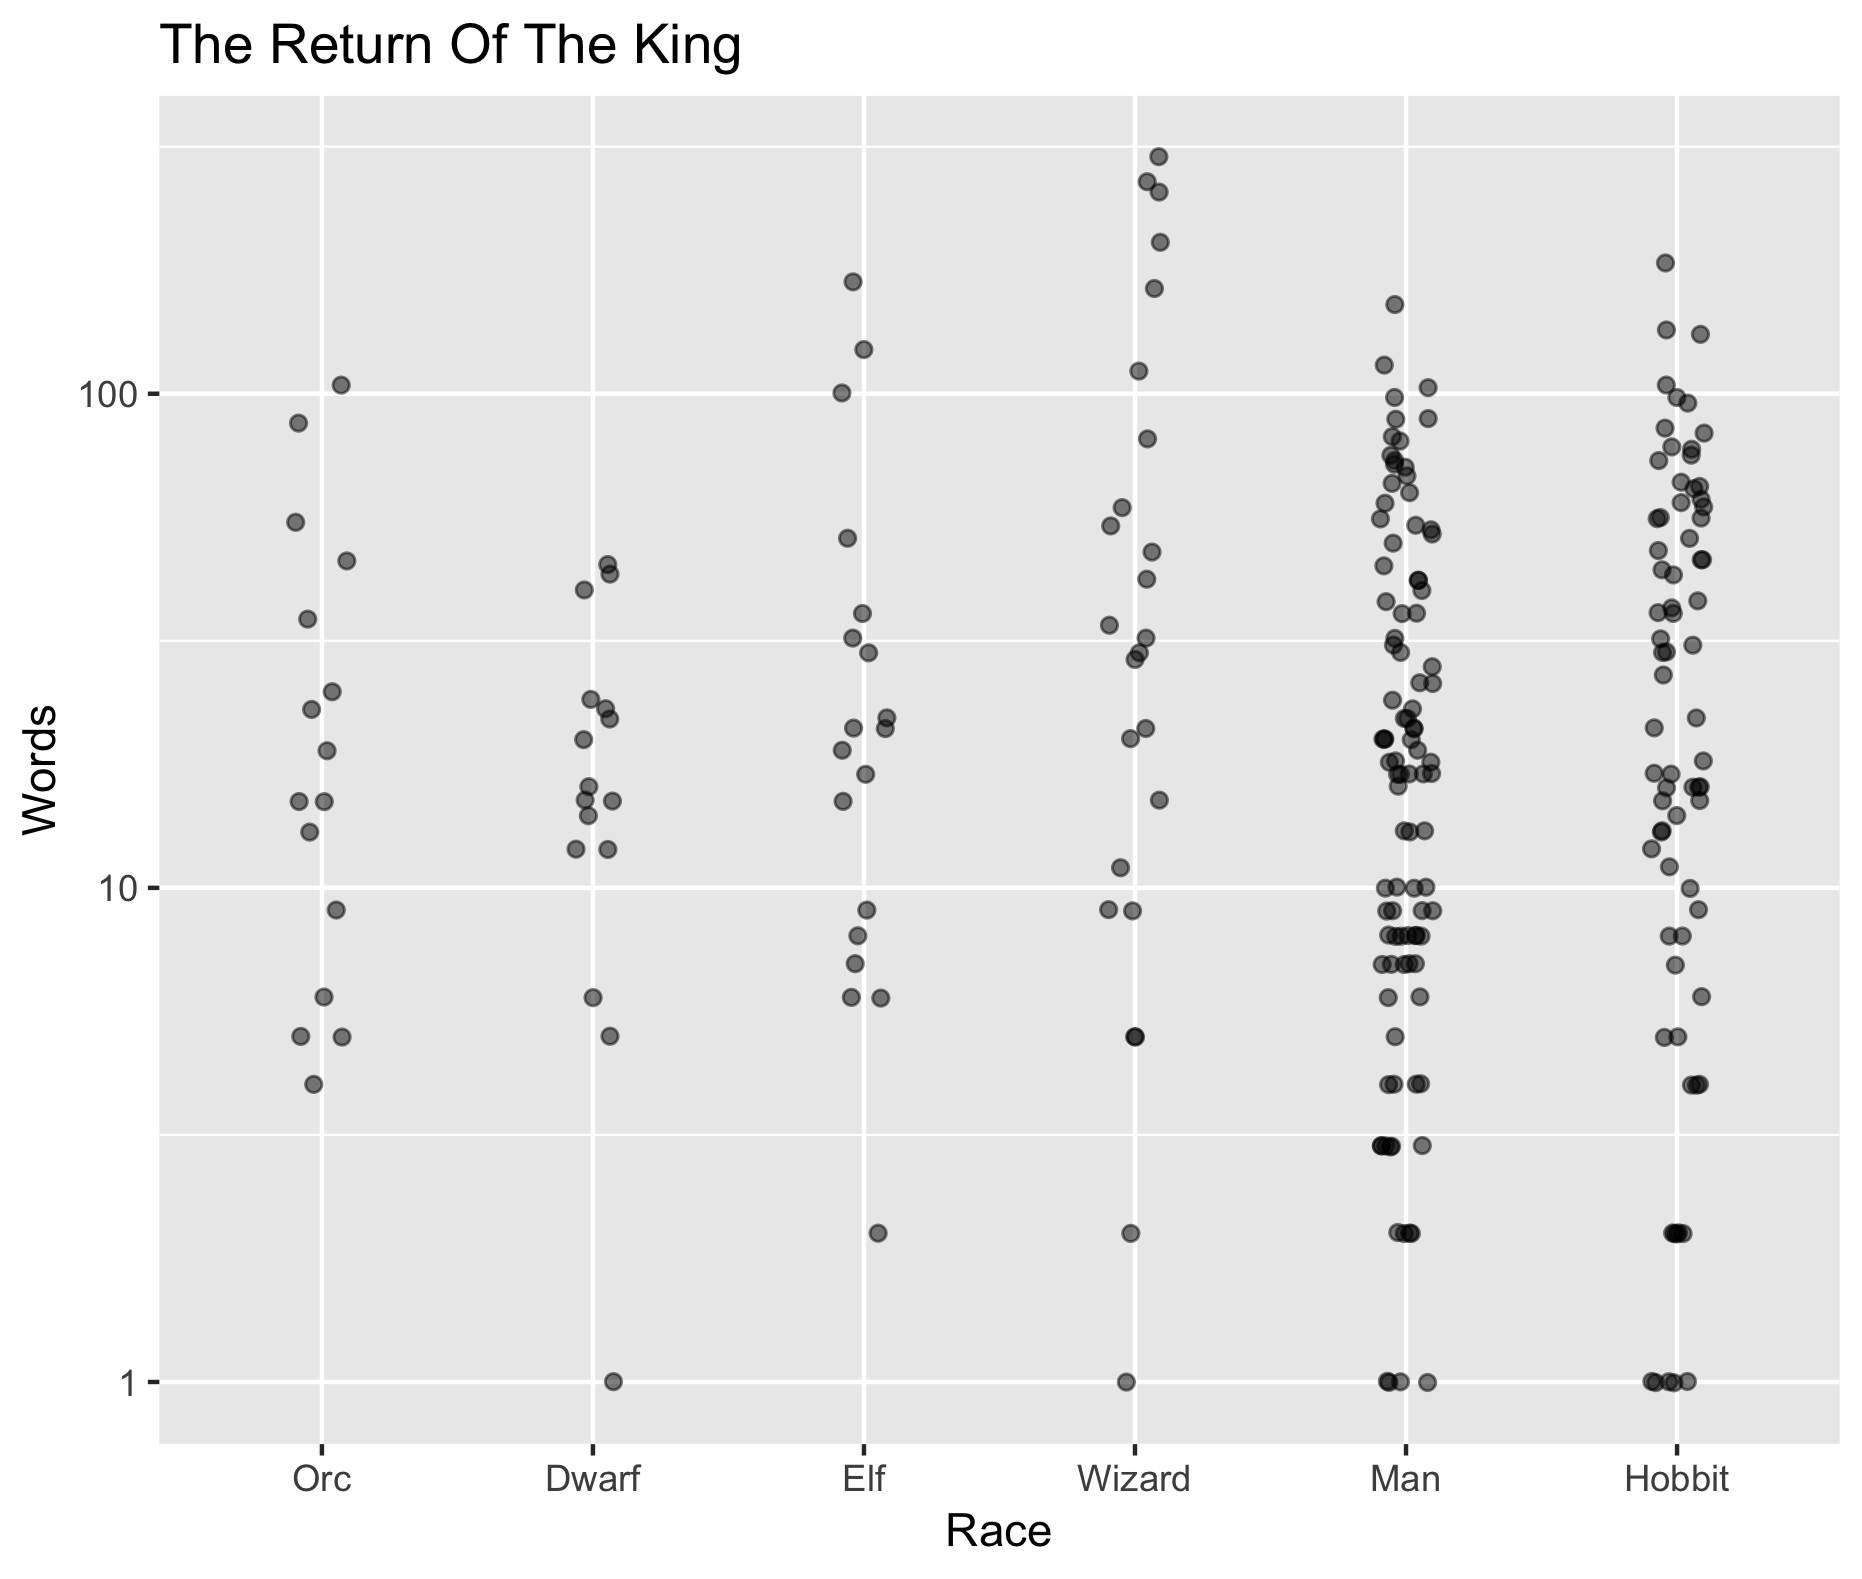 The Return Of The King
Words
100
10
1
Orc Dwarf Elf Wizard Man Hobbit
Race